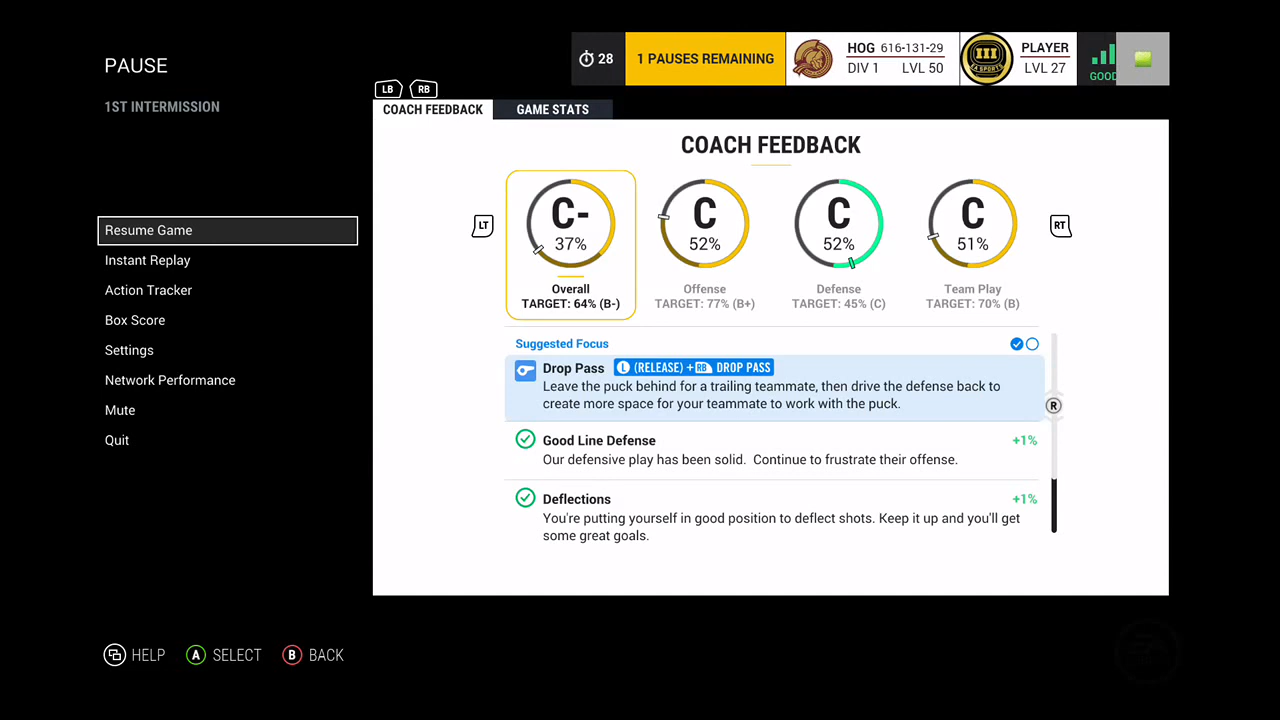 PAUSE
1ST INTERMISSION
28
1 PAUSES REMAINING
HOG 616-131-29
DIV 1 LVL 50
III
EA SPORTS
PLAYER
LVL 27
GOOD
LB RB
COACH FEEDBACK GAME STATS
COACH FEEDBACK
LT
C-
37%
Overall
TARGET: 64% (B-)
C
52%
Offense
TARGET: 77% (B+)
C
52%
Defense
TARGET: 45% (C)
C
51%
Team Play
TARGET: 70% (B)
RT
Resume Game
Instant Replay
Action Tracker
Box Score
Settings
Network Performance
Mute
Quit
Suggested Focus
Drop Pass L (RELEASE) + RB DROP PASS
Leave the puck behind for a trailing teammate, then drive the defense back to
create more space for your teammate to work with the puck.
R
Good Line Defense +1%
Our defensive play has been solid. Continue to frustrate their offense.
Deflections +1%
You're putting yourself in good position to deflect shots. Keep it up and you'll get
some great goals.
HELP A SELECT B BACK